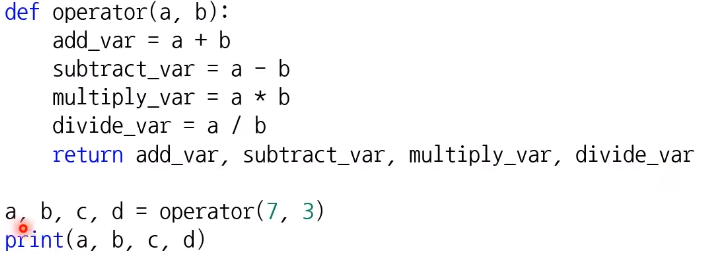 def operator(a, b):
    add_var = a + b
    subtract_var = a - b
    multiply_var = a * b
    divide_var = a / b
    return add_var, subtract_var, multiply_var, divide_var

a, b, c, d = operator(7, 3)
print(a, b, c, d)